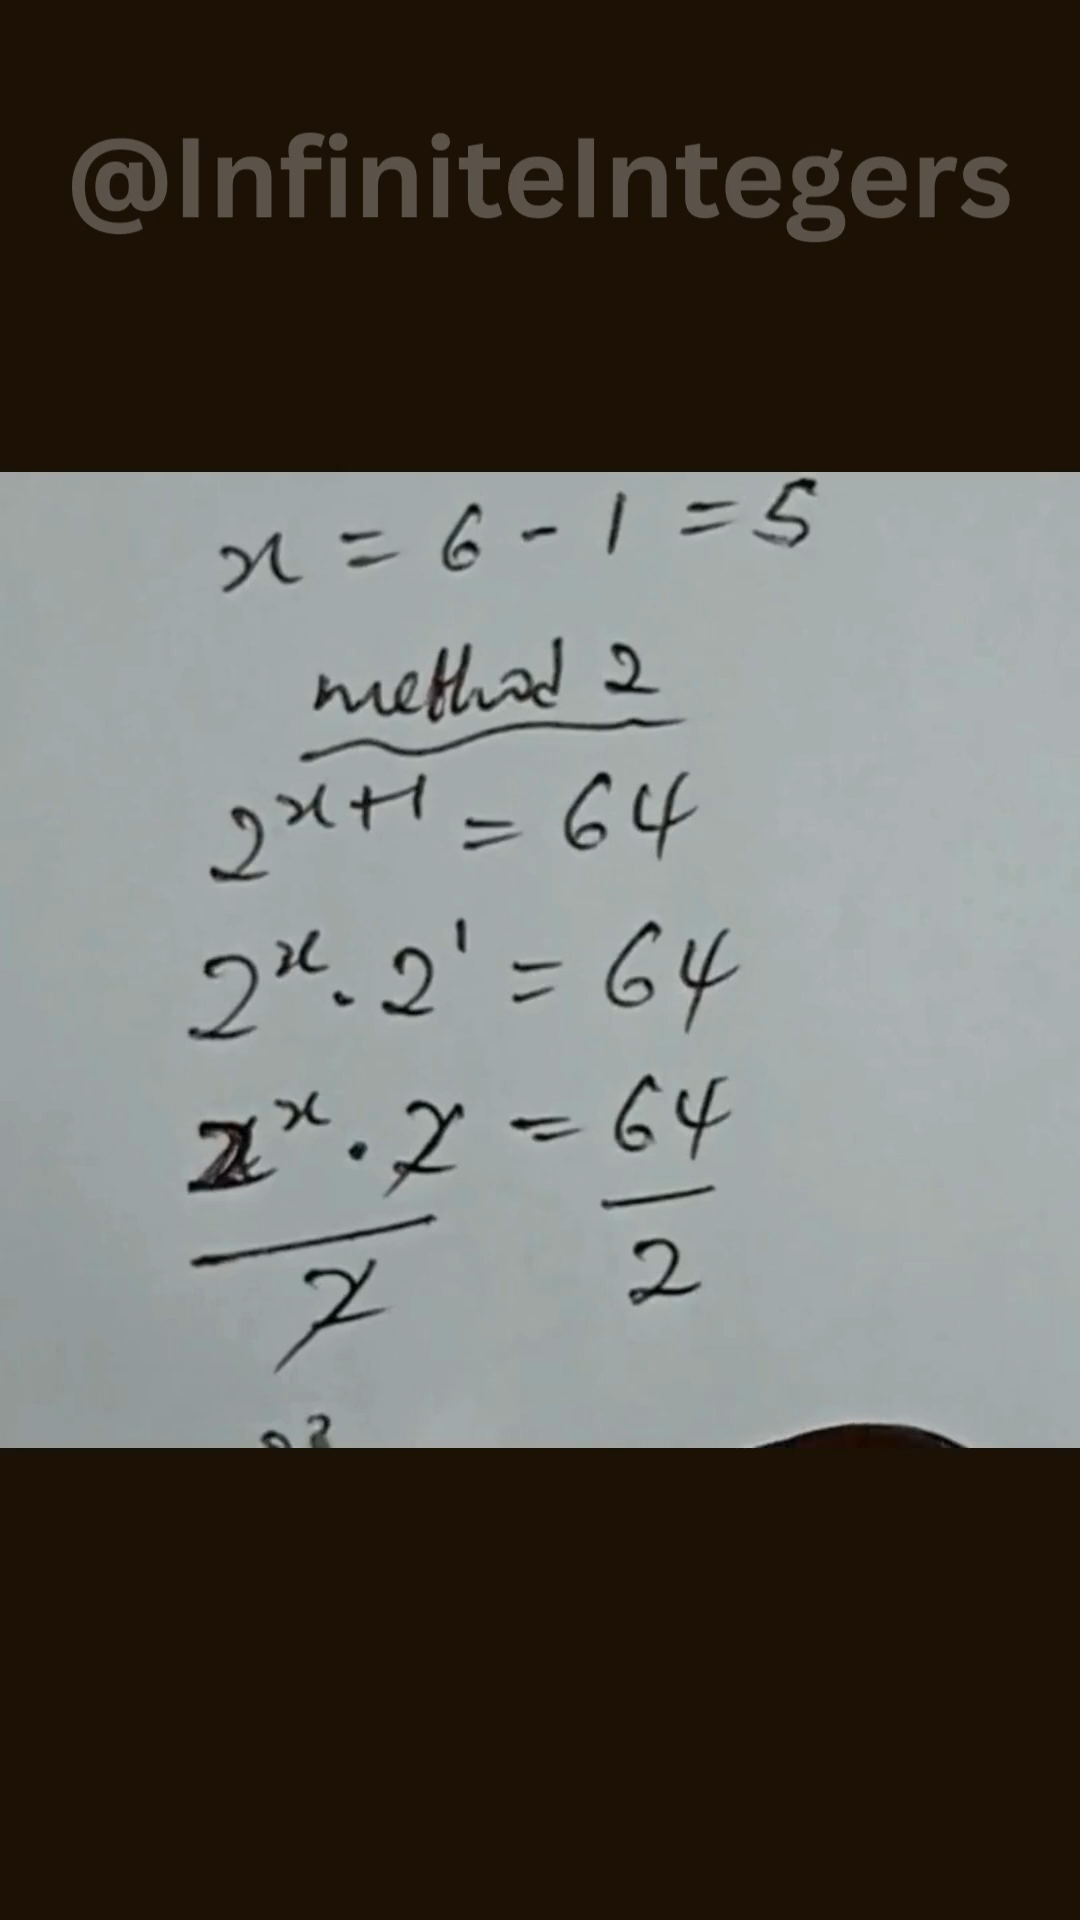 @InfiniteIntegers
x = 6 - 1 = 5
method 2
2^{x+1} = 64
2^x . 2^1 = 64
2^x . 2 = 64
2 2